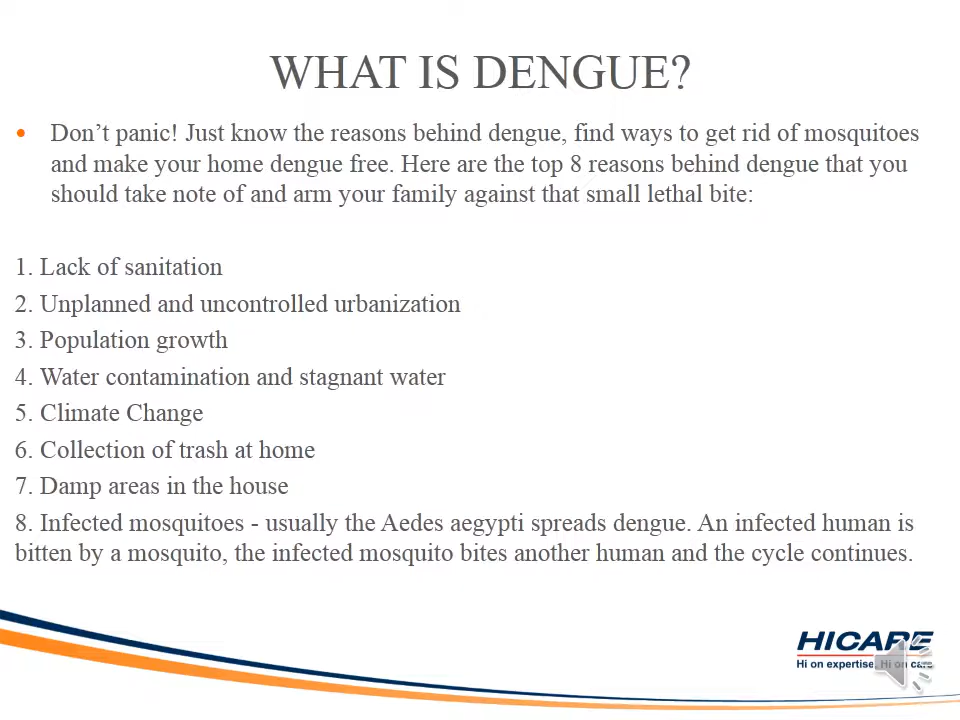 WHAT IS DENGUE?
• Don’t panic! Just know the reasons behind dengue, find ways to get rid of mosquitoes
and make your home dengue free. Here are the top 8 reasons behind dengue that you
should take note of and arm your family against that small lethal bite:
1. Lack of sanitation
2. Unplanned and uncontrolled urbanization
3. Population growth
4. Water contamination and stagnant water
5. Climate Change
6. Collection of trash at home
7. Damp areas in the house
8. Infected mosquitoes - usually the Aedes aegypti spreads dengue. An infected human is
bitten by a mosquito, the infected mosquito bites another human and the cycle continues.
HICARE
Hi on expertise. Hi on care